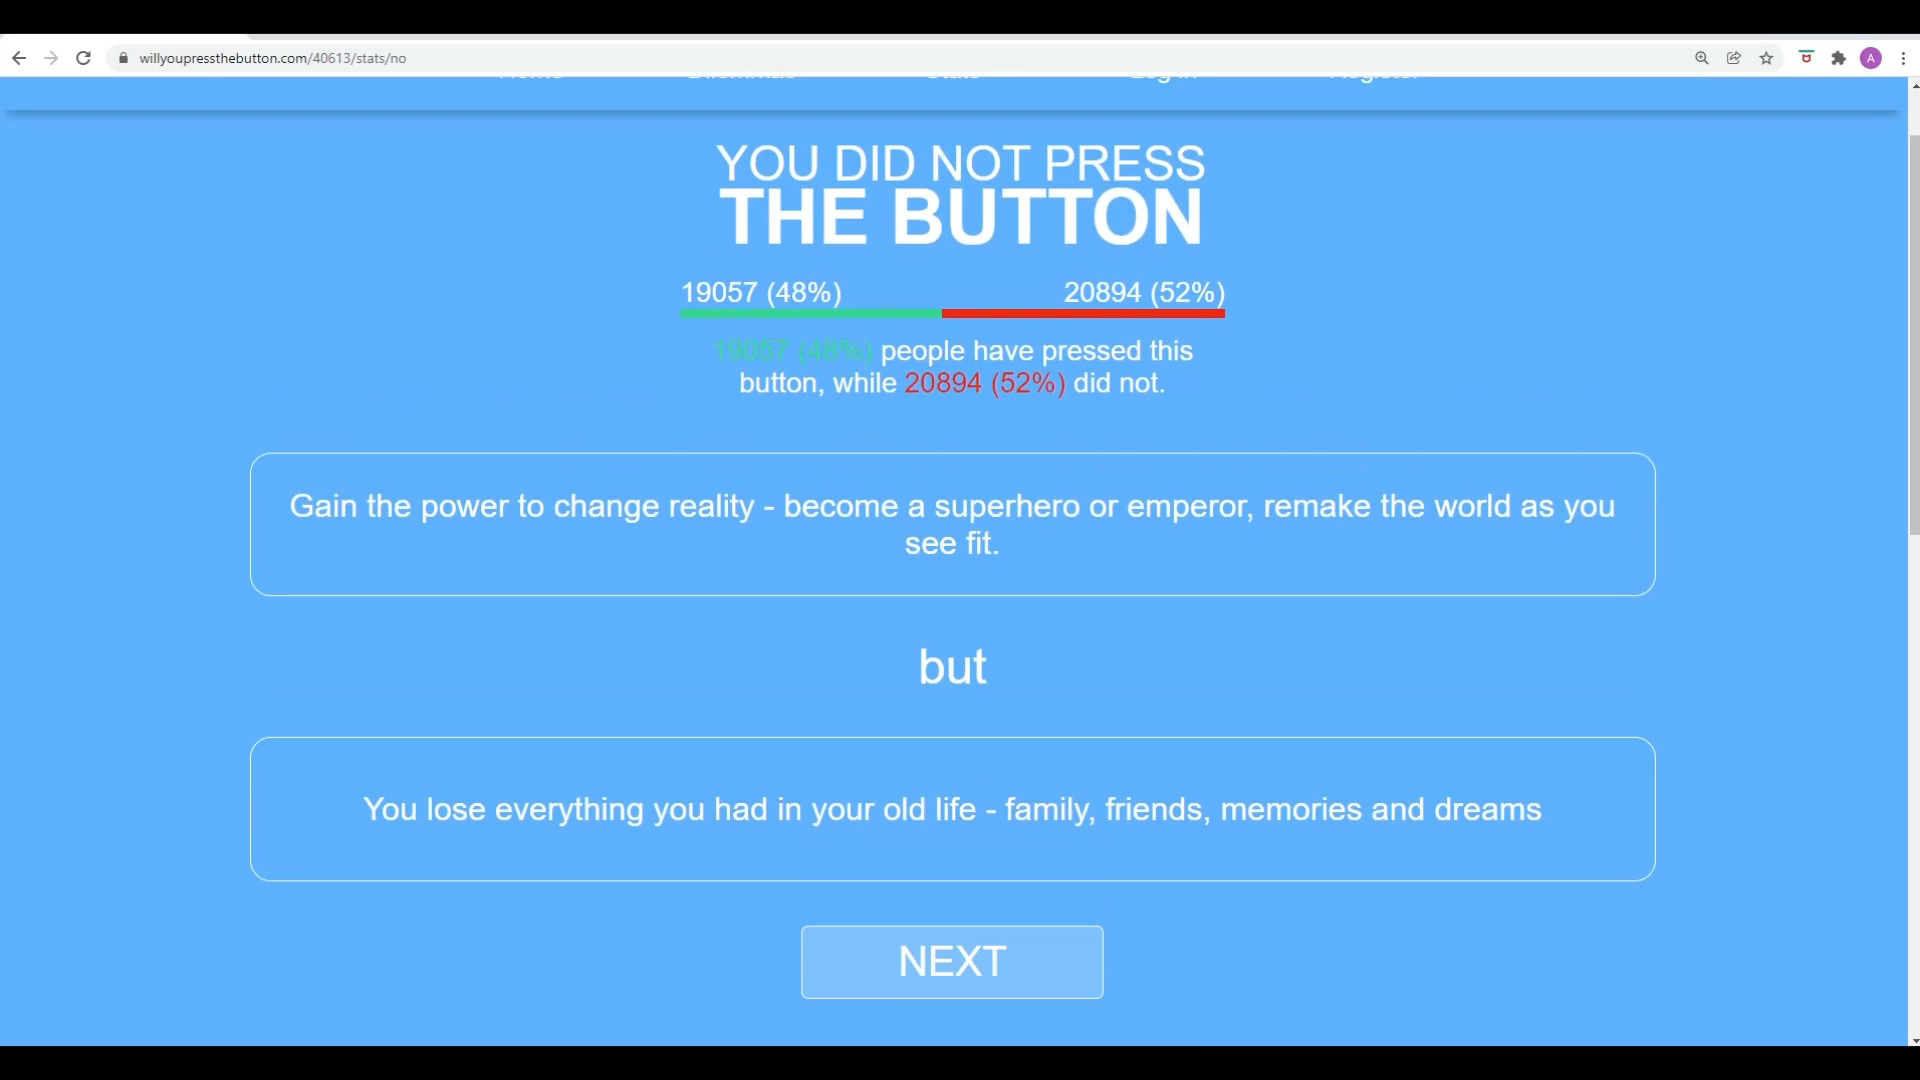 willyoupressthebutton.com/40613/stats/no
A
YOU DID NOT PRESS
THE BUTTON
19057 (48%) 20894 (52%)
19057 (48%) people have pressed this
button, while 20894 (52%) did not.
Gain the power to change reality - become a superhero or emperor, remake the world as you
see fit.
but
You lose everything you had in your old life - family, friends, memories and dreams
NEXT